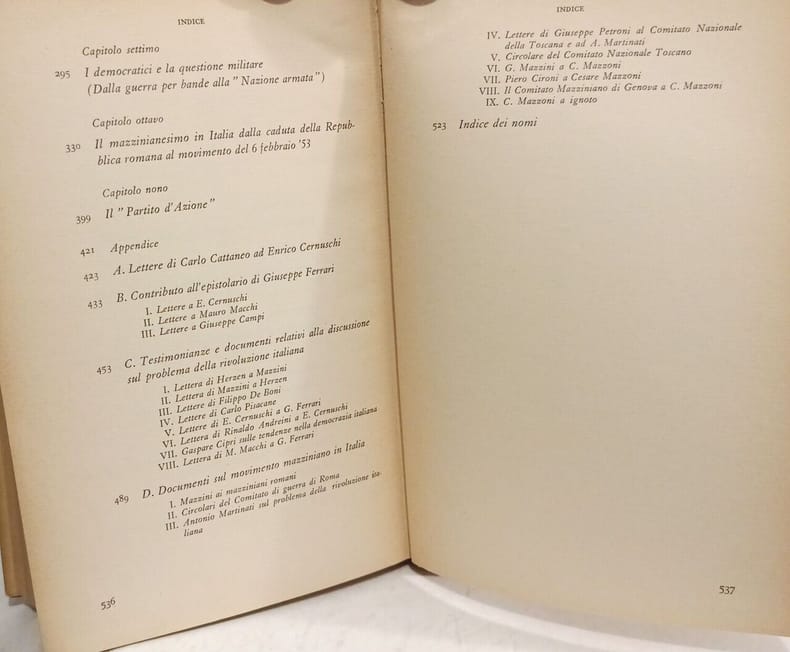 INDICE
Capitolo settimo
295 I democratici e la questione militare
(Dalla guerra per bande alla " Nazione armata ")
Capitolo ottavo
330 Il mazzinianesimo in Italia dalla caduta della Repub-
blica romana al movimento del 6 febbraio '53
Capitolo nono
399 Il " Partito d'Azione "
421 Appendice
423 A. Lettere di Carlo Cattaneo ad Enrico Cernuschi
433 B. Contributo all'epistolario di Giuseppe Ferrari
I. Lettere a E. Cernuschi
II. Lettere a Mauro Macchi
III. Lettere a Giuseppe Campi
453 C. Testimonianze e documenti relativi alla discussione
sul problema della rivoluzione italiana
I. Lettera di Herzen a Mazzini
II. Lettera di Mazzini a Herzen
III. Lettere di Filippo De Boni
IV. Lettere di Carlo Pisacane
V. Lettere di E. Cernuschi a G. Ferrari
VI. Lettera di Rinaldo Andreini a E. Cernuschi
VII. Gaspare Cipri sulle tendenze nella democrazia italiana
VIII. Lettera di M. Macchi a G. Ferrari
489 D. Documenti sul movimento mazziniano in Italia
I. Mazzini ai mazziniani romani
II. Circolari del Comitato di guerra di Roma
III. Antonio Martinati sul problema della rivoluzione ita-
liana
536
INDICE
IV. Lettere di Giuseppe Petroni al Comitato Nazionale
della Toscana e ad A. Martinati
V. Circolare del Comitato Nazionale Toscano
VI. G. Mazzini a C. Mazzoni
VII. Piero Cironi a Cesare Mazzoni
VIII. Il Comitato Mazziniano di Genova a C. Mazzoni
IX. C. Mazzoni a ignoto
523 Indice dei nomi
537